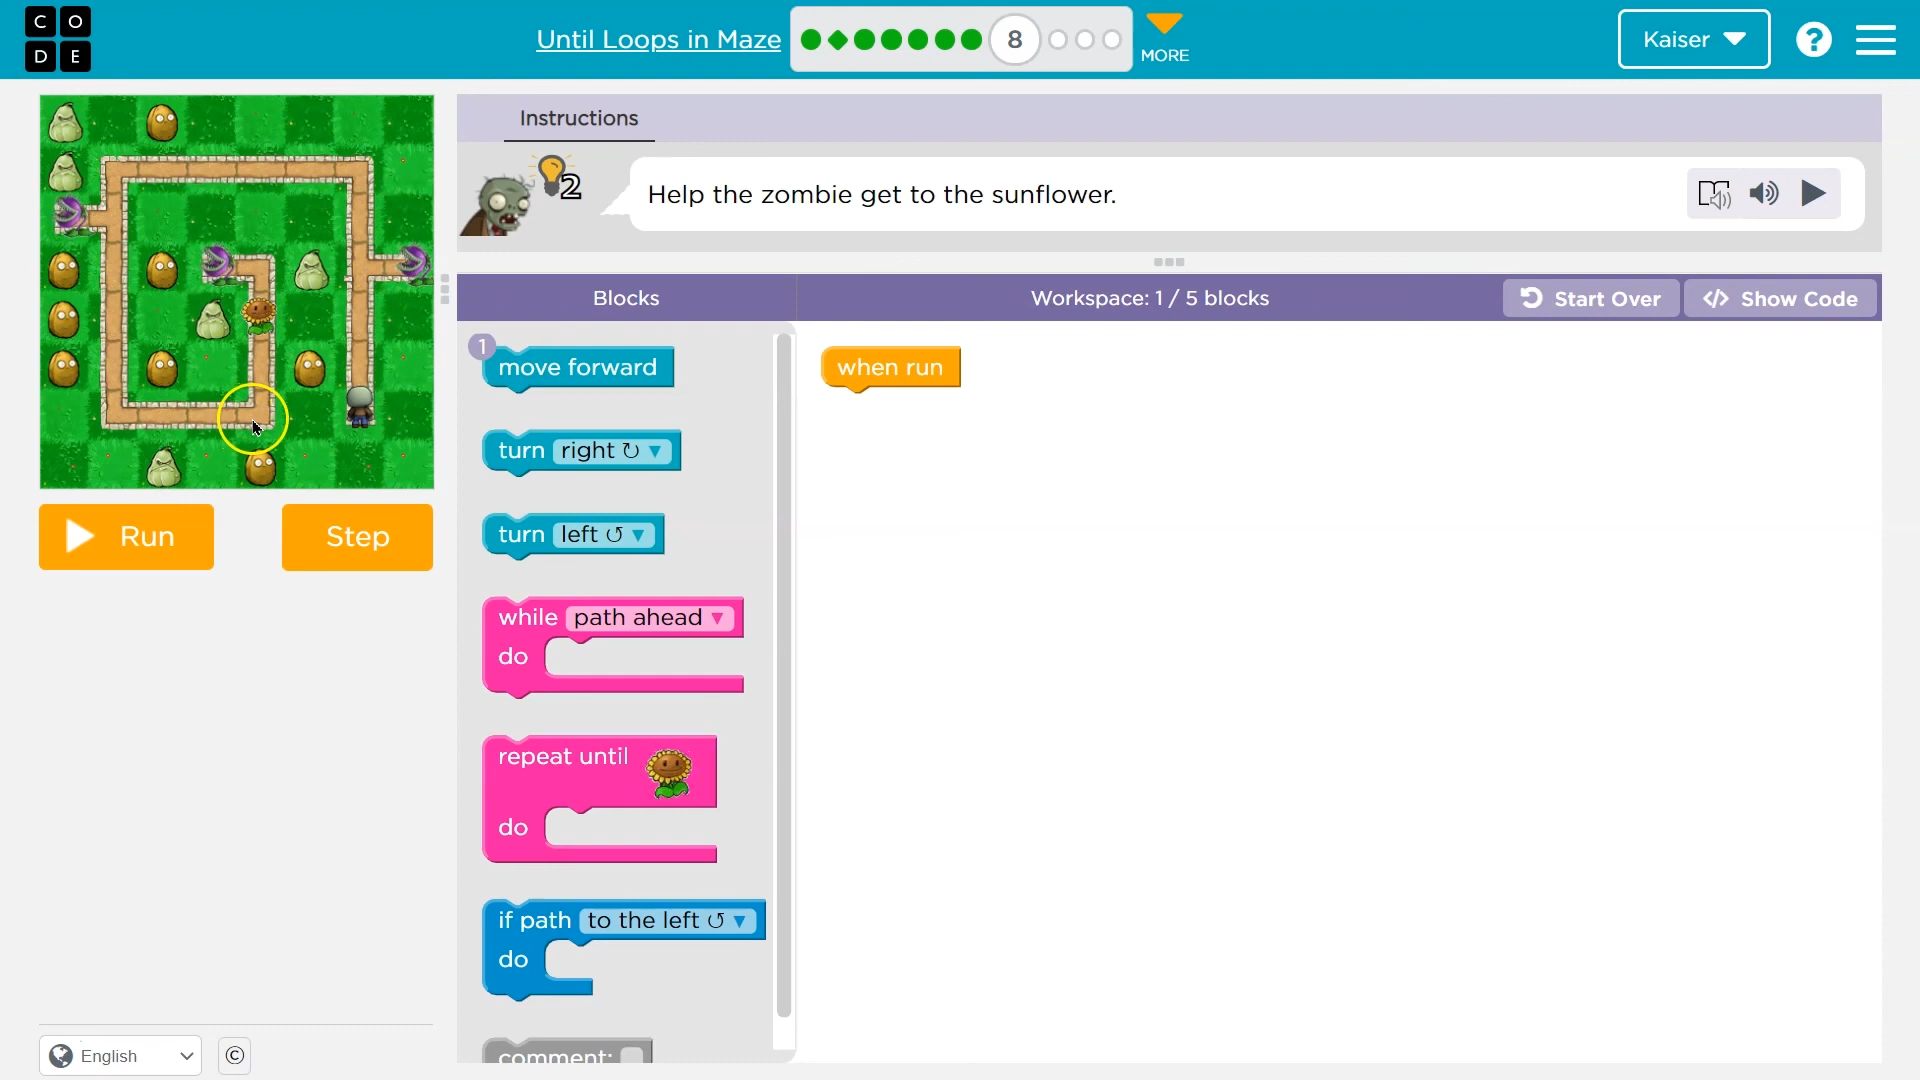 C O
D E
Until Loops in Maze
8
MORE
Kaiser
?
Instructions
2
Help the zombie get to the sunflower.
Blocks
Workspace: 1 / 5 blocks
Start Over
</> Show Code
1
move forward
when run
turn right ↻ ▼
turn left ↺ ▼
while path ahead ▼
do
repeat until
do
if path to the left ↺ ▼
do
comment:
Run
Step
English
©